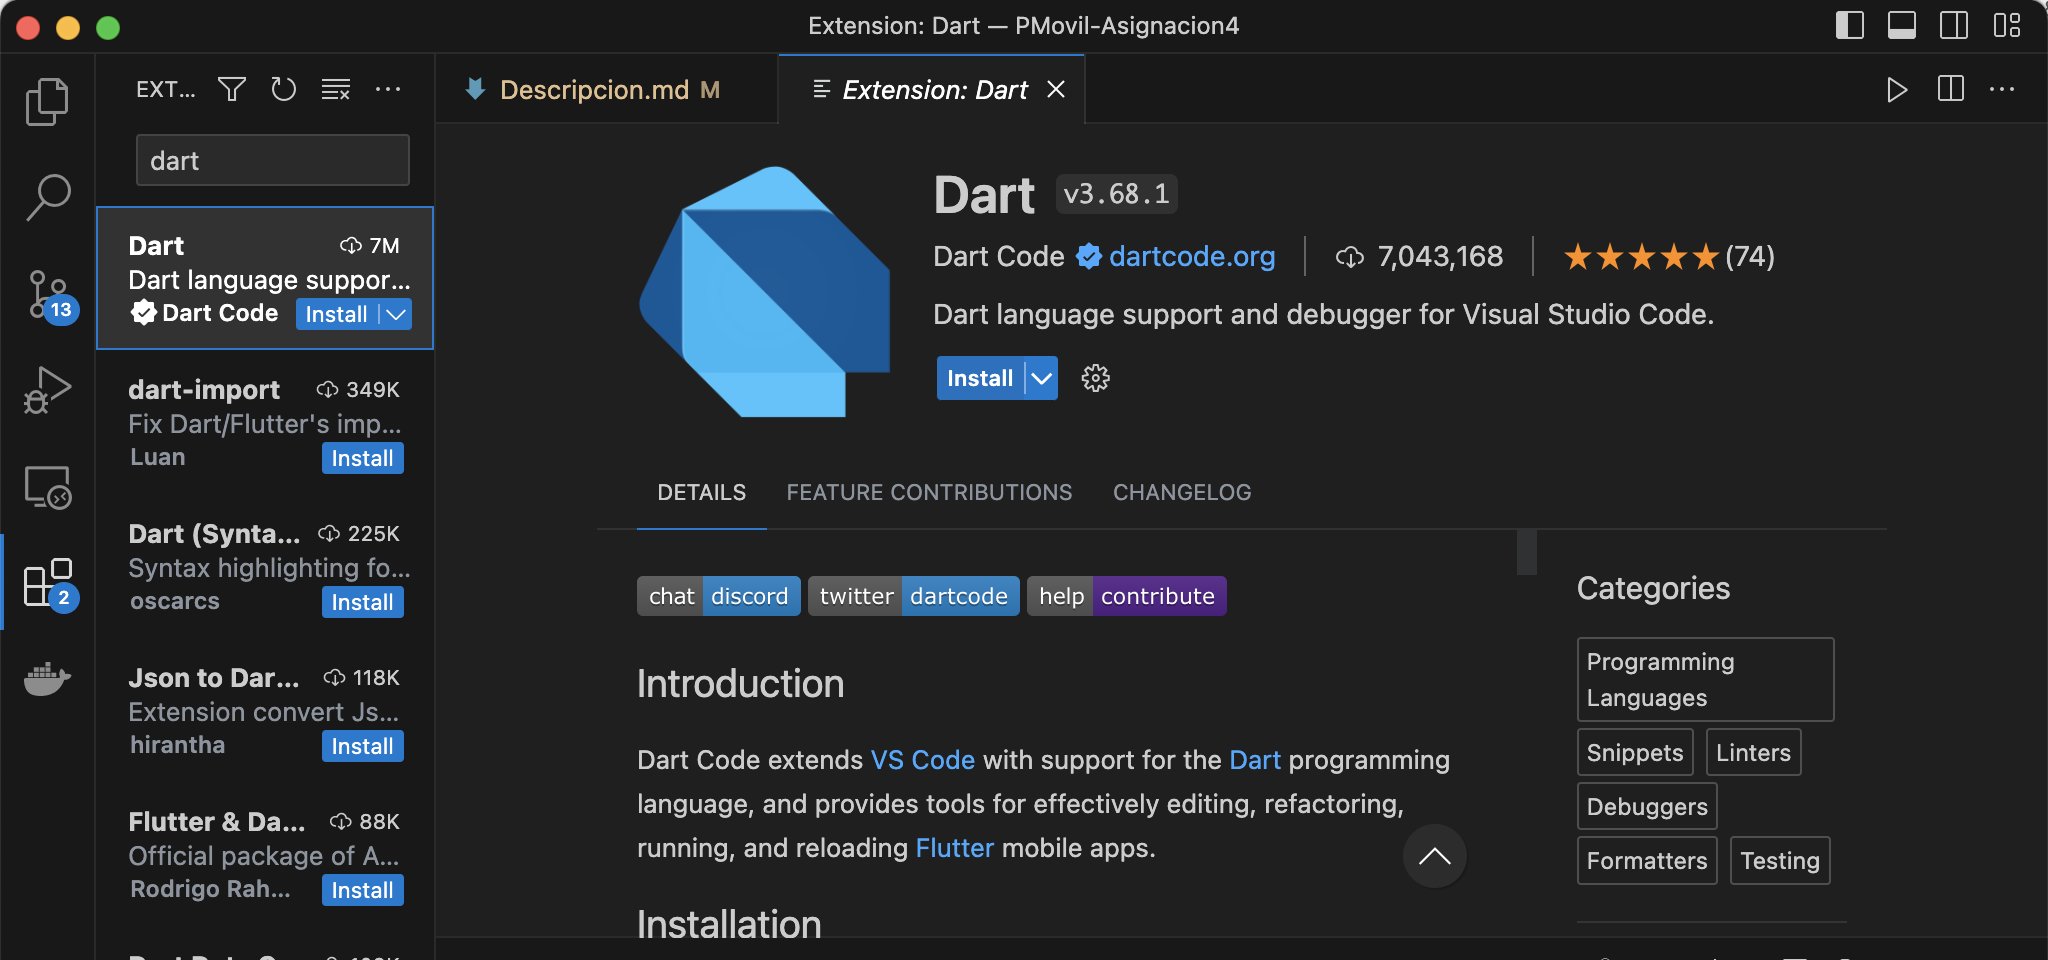 Extension: Dart — PMovil-Asignacion4
EXT...
dart
Dart 7M
Dart language suppor...
Dart Code Install
dart-import 349K
Fix Dart/Flutter's imp...
Luan Install
Dart (Synta... 225K
Syntax highlighting fo...
oscarcs Install
Json to Dar... 118K
Extension convert Js...
hirantha Install
Flutter & Da... 88K
Official package of A...
Rodrigo Rah... Install
13
2
Descripcion.md M
Extension: Dart
Dart v3.68.1
Dart Code dartcode.org 7,043,168 (74)
Dart language support and debugger for Visual Studio Code.
Install
DETAILS FEATURE CONTRIBUTIONS CHANGELOG
chat discord twitter dartcode help contribute
Introduction
Dart Code extends VS Code with support for the Dart programming
language, and provides tools for effectively editing, refactoring,
running, and reloading Flutter mobile apps.
Installation
Categories
Programming
Languages
Snippets Linters
Debuggers
Formatters Testing